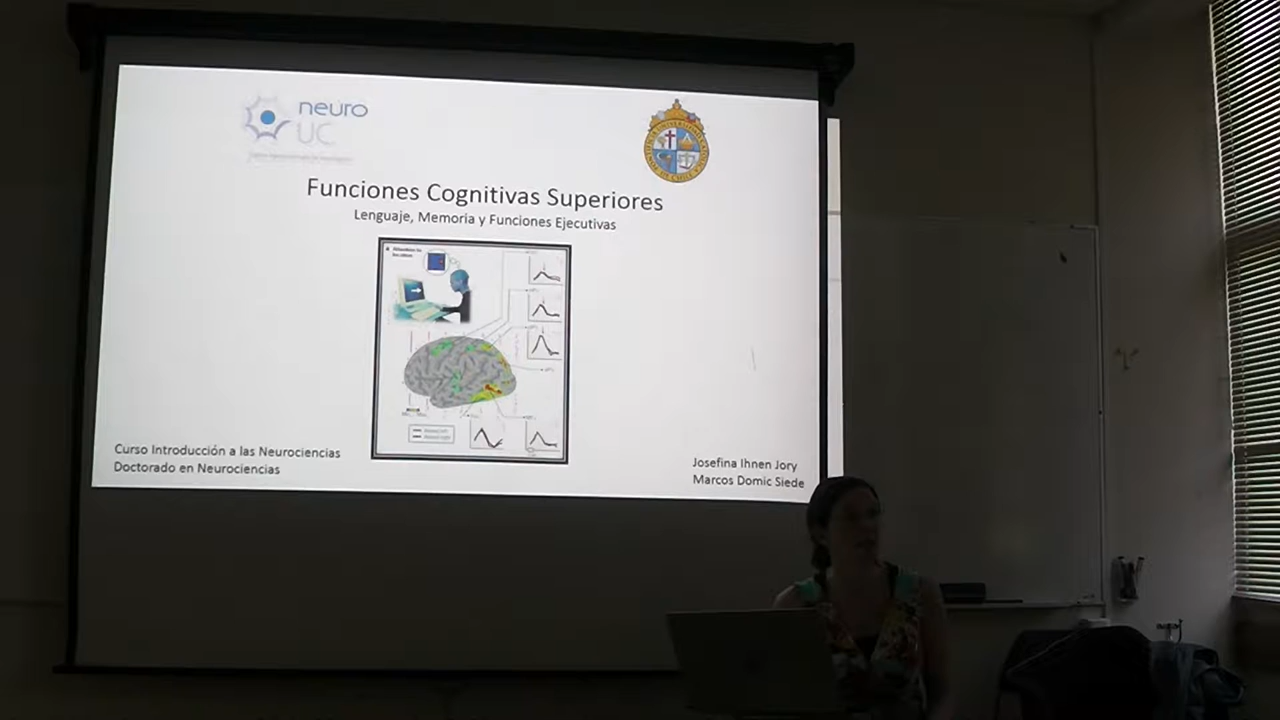 neuro
UC
Funciones Cognitivas Superiores
Lenguaje, Memoria y Funciones Ejecutivas
Curso Introducción a las Neurociencias
Doctorado en Neurociencias
Josefina Ihnen Jory
Marcos Domic Siede